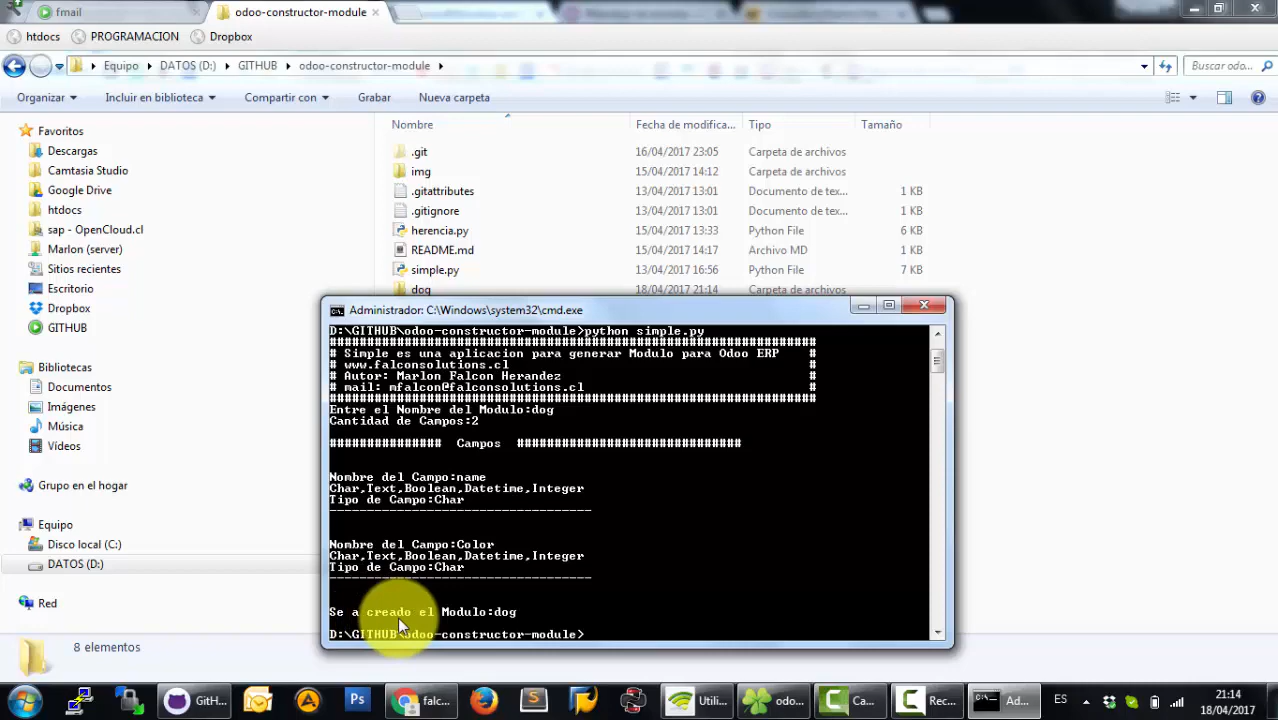 fmail
odoo-constructor-module
htdocs PROGRAMACION Dropbox
Equipo DATOS (D:) GITHUB odoo-constructor-module
Buscar odo...
Organizar Incluir en biblioteca Compartir con Grabar Nueva carpeta
Nombre Fecha de modifica... Tipo Tamaño
Favoritos
Descargas
Camtasia Studio
Google Drive
htdocs
sap - OpenCloud.cl
Marlon (server)
Sitios recientes
Escritorio
Dropbox
GITHUB
Bibliotecas
Documentos
Imágenes
Música
Vídeos
Grupo en el hogar
Equipo
Disco local (C:)
DATOS (D:)
Red
.git 16/04/2017 23:05 Carpeta de archivos
img 15/04/2017 14:12 Carpeta de archivos
.gitattributes 13/04/2017 13:01 Documento de tex... 1 KB
.gitignore 13/04/2017 13:01 Documento de tex... 1 KB
herencia.py 15/04/2017 13:33 Python File 6 KB
README.md 15/04/2017 14:17 Archivo MD 1 KB
simple.py 13/04/2017 16:56 Python File 7 KB
dog 18/04/2017 21:14 Carpeta de archivos
Administrador: C:\Windows\system32\cmd.exe
D:\GITHUB\odoo-constructor-module>python simple.py
#################################################################
# Simple es una aplicacion para generar Modulo para Odoo ERP #
# www.falconsolutions.cl #
# Autor: Marlon Falcon Herandez #
# mail: mfalcon@falconsolutions.cl #
#################################################################
Entre el Nombre del Modulo:dog
Cantidad de Campos:2
############### Campos ##############################
Nombre del Campo:name
Char,Text,Boolean,Datetime,Integer
Tipo de Campo:Char
-----------------------------------
Nombre del Campo:Color
Char,Text,Boolean,Datetime,Integer
Tipo de Campo:Char
-----------------------------------
Se a creado el Modulo:dog
D:\GITHUB\odoo-constructor-module>
8 elementos
GitH... Ps falc... S Utili... odo... Ca... Rec... Ad... ES
21:14
18/04/2017